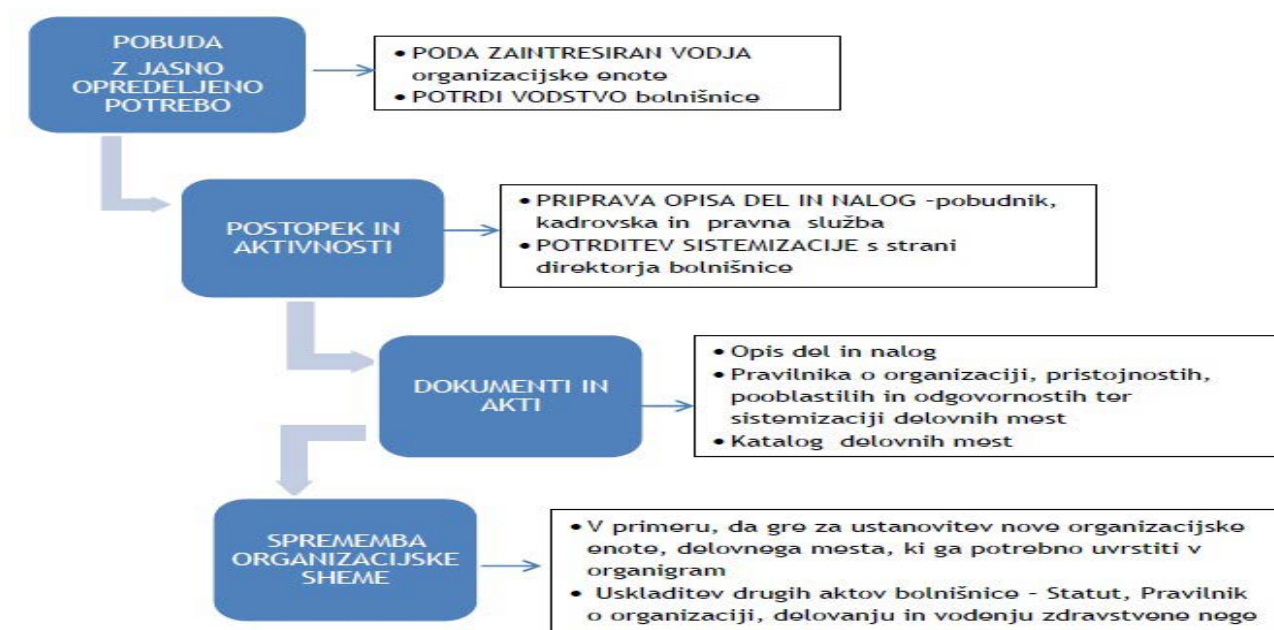 POBUDA
Z JASNO
OPREDELJENO
POTREBO
• PODA ZAINTRESIRAN VODJA
organizacijske enote
• POTRDI VODSTVO bolnišnice
POSTOPEK IN
AKTIVNOSTI
• PRIPRAVA OPISA DEL IN NALOG -pobudnik,
kadrovska in pravna služba
• POTRDITEV SISTEMIZACIJE s strani
direktorja bolnišnice
DOKUMENTI IN
AKTI
• Opis del in nalog
• Pravilnika o organizaciji, pristojnostih,
pooblastilih in odgovornostih ter
sistemizaciji delovnih mest
• Katalog delovnih mest
SPREMEMBA
ORGANIZACIJSKE
SHEME
• V primeru, da gre za ustanovitev nove organizacijske
enote, delovnega mesta, ki ga potrebno uvrstiti v
organigram
• Uskladitev drugih aktov bolnišnice - Statut, Pravilnik
o organizaciji, delovanju in vodenju zdravstvene nege